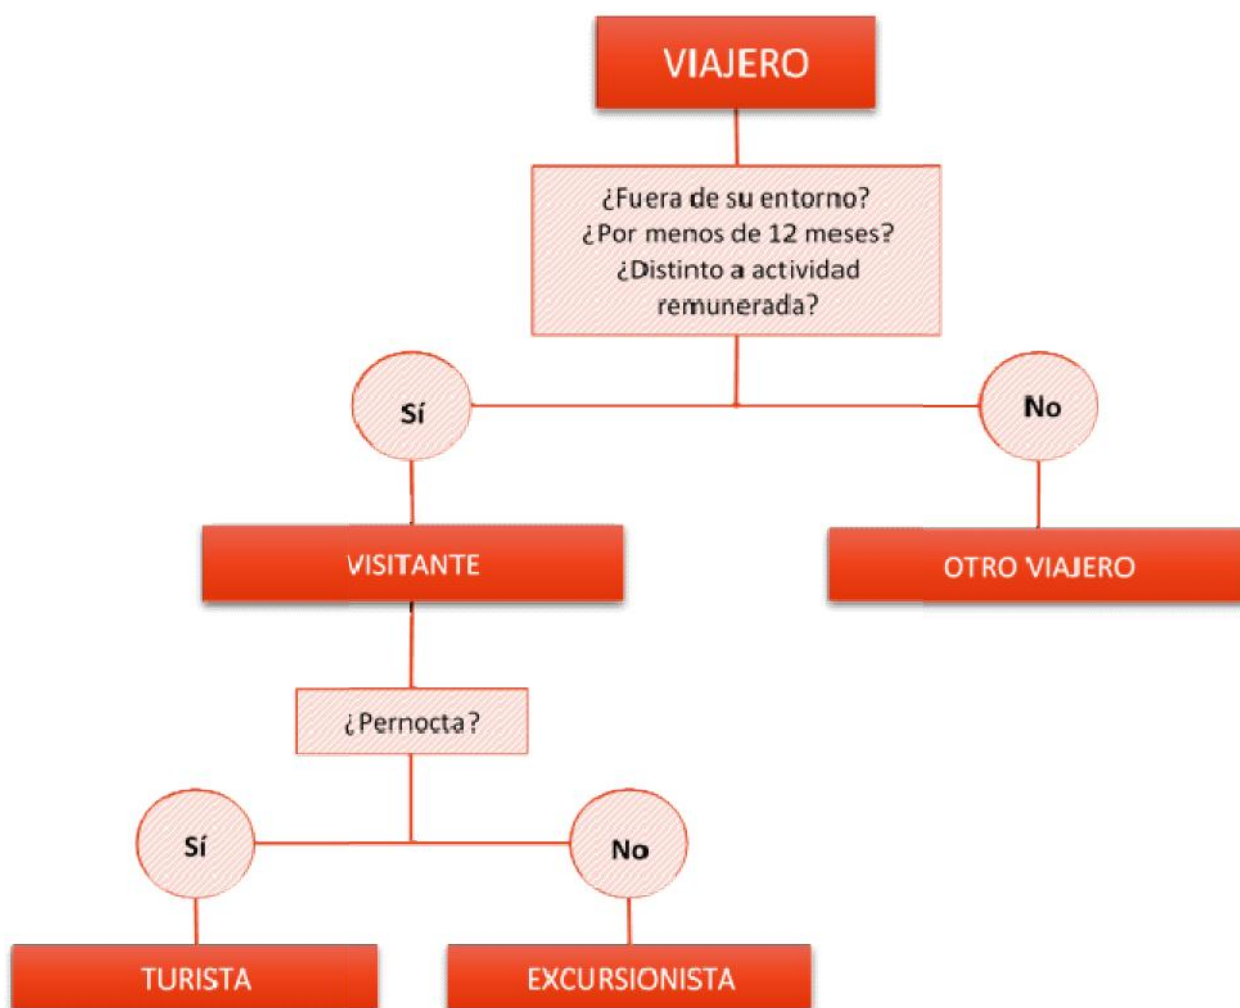 VIAJERO
¿Fuera de su entorno?
¿Por menos de 12 meses?
¿Distinto a actividad
remunerada?
Sí
No
VISITANTE
OTRO VIAJERO
¿Pernocta?
Sí
No
TURISTA
EXCURSIONISTA